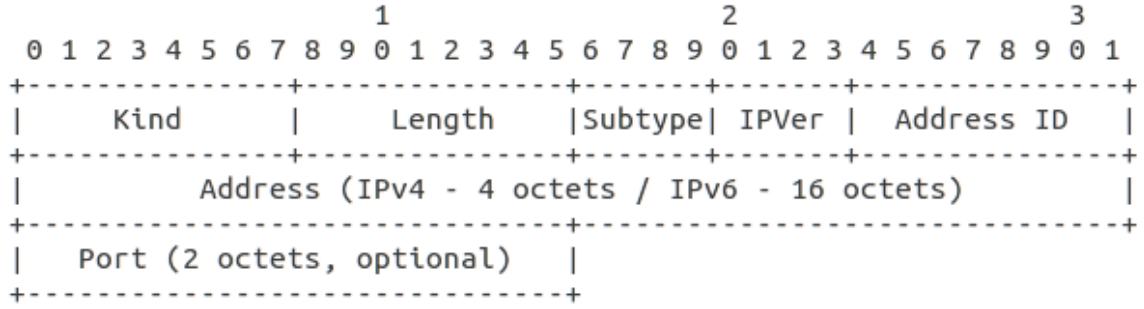 1                   2                   3
 0 1 2 3 4 5 6 7 8 9 0 1 2 3 4 5 6 7 8 9 0 1 2 3 4 5 6 7 8 9 0 1
+---------------+---------------+-------+-------+---------------+
|     Kind      |     Length    |Subtype| IPVer |  Address ID   |
+---------------+---------------+-------+-------+---------------+
|          Address (IPv4 - 4 octets / IPv6 - 16 octets)         |
+-------------------------------+-------------------------------+
|   Port (2 octets, optional)   |
+-------------------------------+